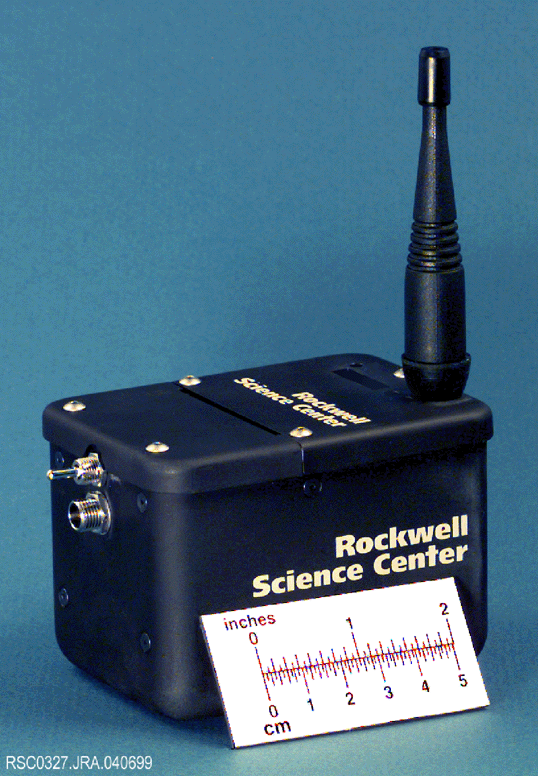 Rockwell
Science Center
Rockwell
Science Center
inches
0 1 2
0 1 2 3 4 5
cm
RSC0327.JRA.040699